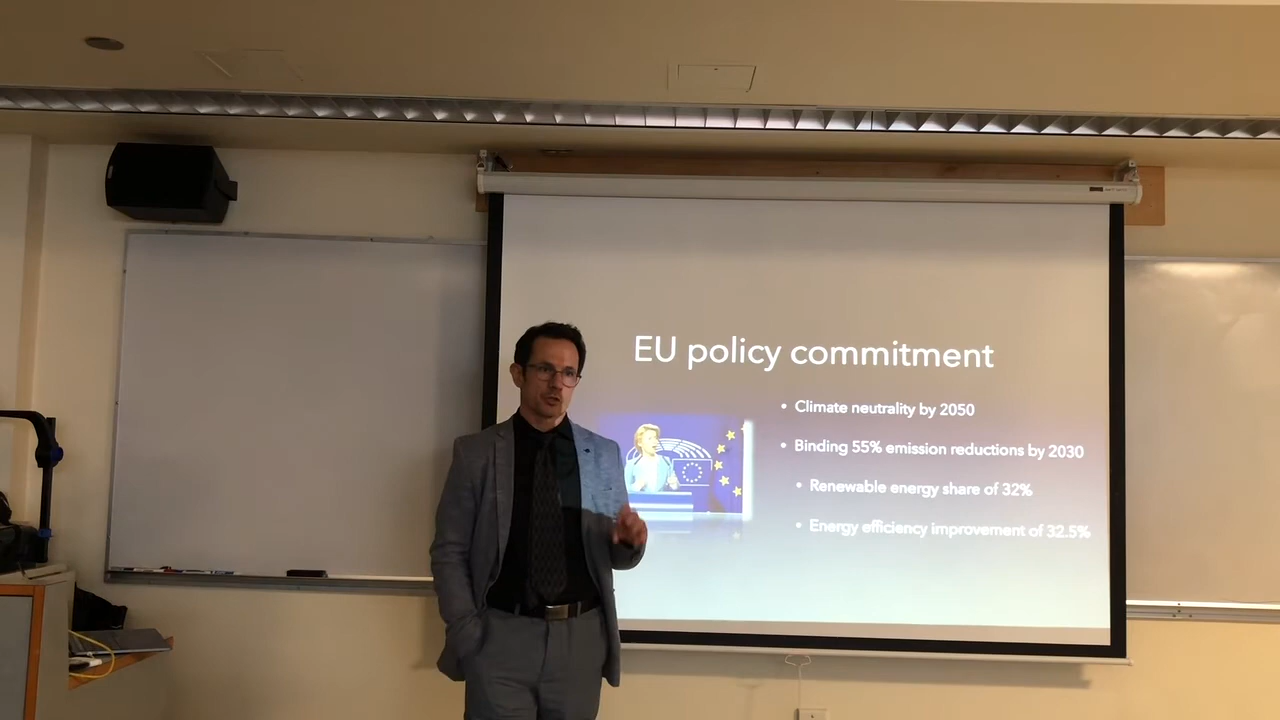 EU policy commitment
• Climate neutrality by 2050
• Binding 55% emission reductions by 2030
• Renewable energy share of 32%
• Energy efficiency improvement of 32.5%